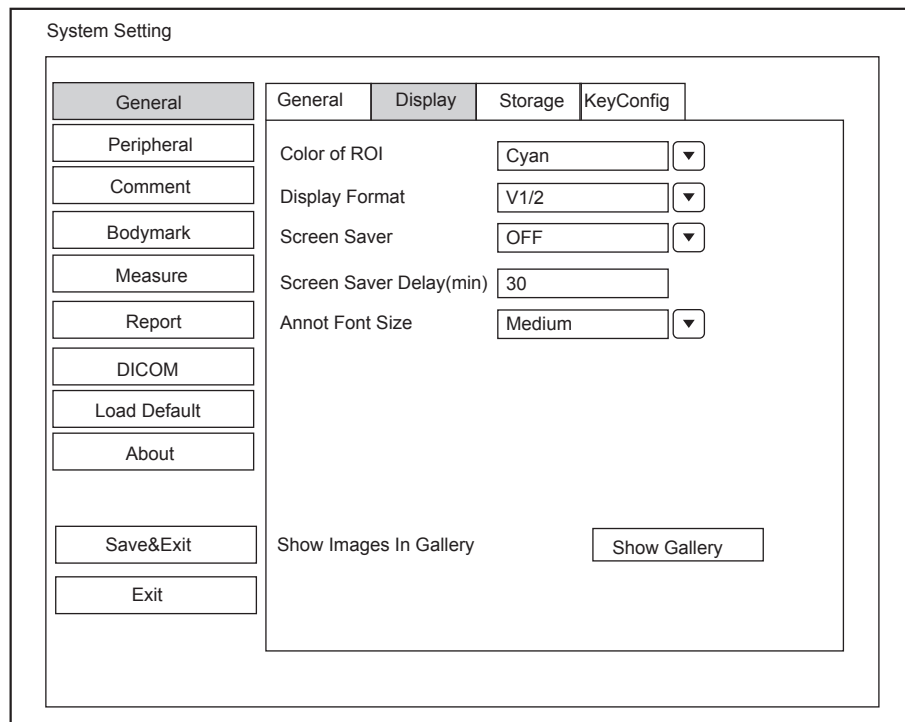 System Setting
General
Peripheral
Comment
Bodymark
Measure
Report
DICOM
Load Default
About
Save&Exit
Exit
General Display Storage KeyConfig
Color of ROI Cyan
Display Format V1/2
Screen Saver OFF
Screen Saver Delay(min) 30
Annot Font Size Medium
Show Images In Gallery Show Gallery